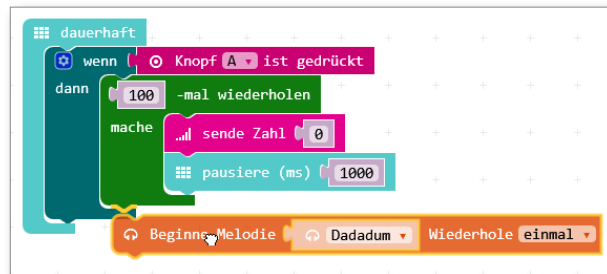 dauerhaft
wenn Knopf A ist gedrückt
dann 100 -mal wiederholen
mache sende Zahl 0
pausiere (ms) 1000
Beginne Melodie Dadadum Wiederhole einmal